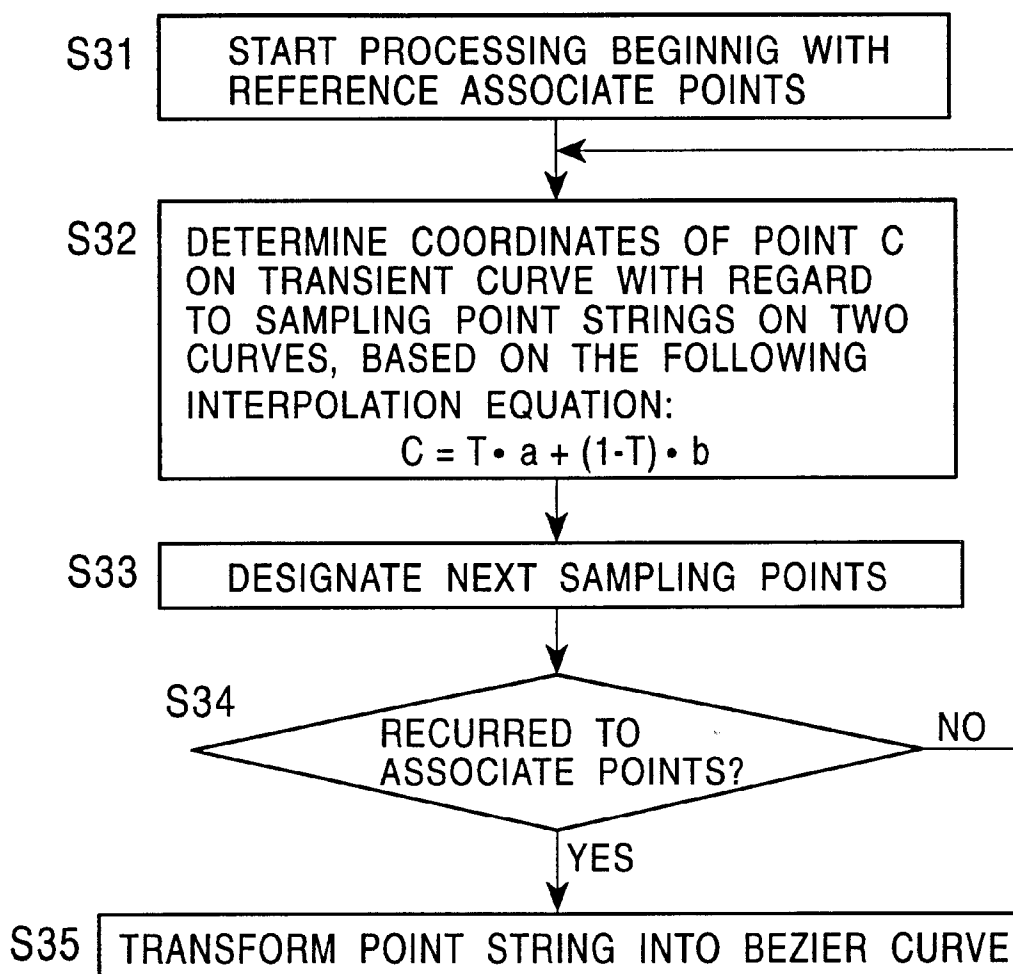 S31
START PROCESSING BEGINNIG WITH
REFERENCE ASSOCIATE POINTS
S32
DETERMINE COORDINATES OF POINT C
ON TRANSIENT CURVE WITH REGARD
TO SAMPLING POINT STRINGS ON TWO
CURVES, BASED ON THE FOLLOWING
INTERPOLATION EQUATION:
C = T• a + (1-T) • b
S33
DESIGNATE NEXT SAMPLING POINTS
S34
RECURRED TO
ASSOCIATE POINTS?
NO
YES
S35
TRANSFORM POINT STRING INTO BEZIER CURVE